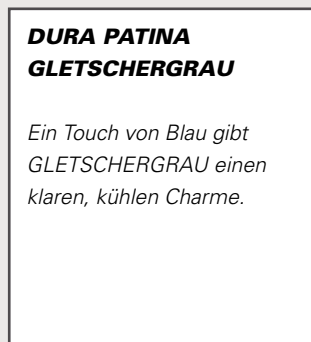 DURA PATINA
GLETSCHERGRAU
Ein Touch von Blau gibt
GLETSCHERGRAU einen
klaren, kühlen Charme.